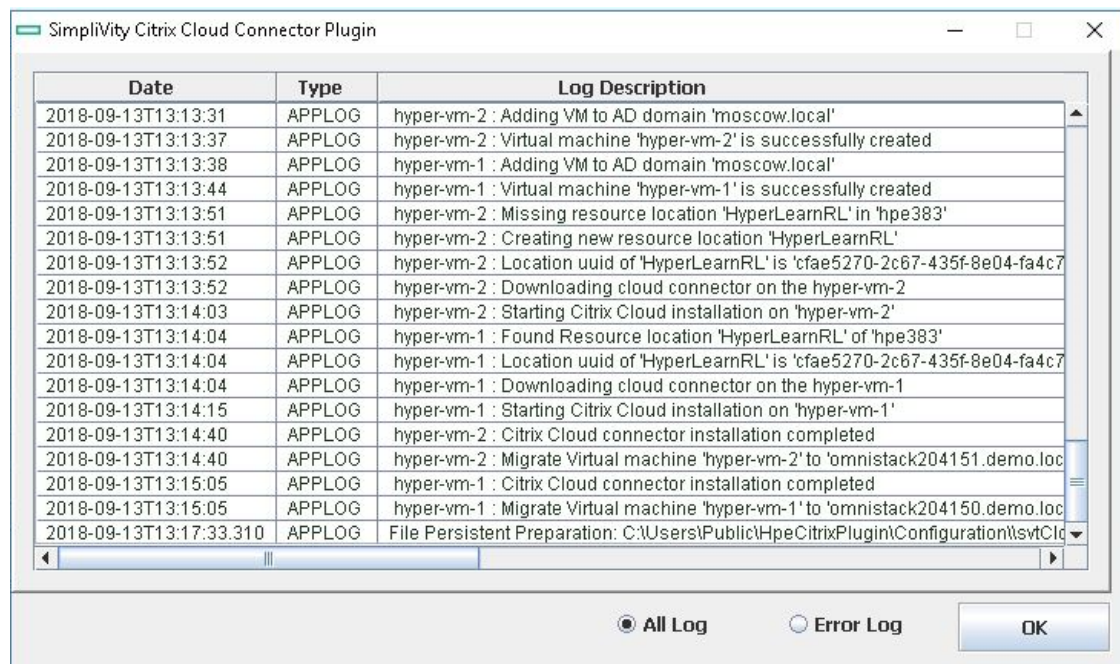 SimpliVity Citrix Cloud Connector Plugin
Date Type Log Description
2018-09-13T13:13:31 APPLOG hyper-vm-2 : Adding VM to AD domain 'moscow.local'
2018-09-13T13:13:37 APPLOG hyper-vm-2 : Virtual machine 'hyper-vm-2' is successfully created
2018-09-13T13:13:38 APPLOG hyper-vm-1 : Adding VM to AD domain 'moscow.local'
2018-09-13T13:13:44 APPLOG hyper-vm-1 : Virtual machine 'hyper-vm-1' is successfully created
2018-09-13T13:13:51 APPLOG hyper-vm-2 : Missing resource location 'HyperLearnRL' in 'hpe383'
2018-09-13T13:13:51 APPLOG hyper-vm-2 : Creating new resource location 'HyperLearnRL'
2018-09-13T13:13:52 APPLOG hyper-vm-2 : Location uuid of 'HyperLearnRL' is 'cfae5270-2c67-435f-8e04-fa4c7
2018-09-13T13:13:52 APPLOG hyper-vm-2 : Downloading cloud connector on the hyper-vm-2
2018-09-13T13:14:03 APPLOG hyper-vm-2 : Starting Citrix Cloud installation on 'hyper-vm-2'
2018-09-13T13:14:04 APPLOG hyper-vm-1 : Found Resource location 'HyperLearnRL' of 'hpe383'
2018-09-13T13:14:04 APPLOG hyper-vm-1 : Location uuid of 'HyperLearnRL' is 'cfae5270-2c67-435f-8e04-fa4c7
2018-09-13T13:14:04 APPLOG hyper-vm-1 : Downloading cloud connector on the hyper-vm-1
2018-09-13T13:14:15 APPLOG hyper-vm-1 : Starting Citrix Cloud installation on 'hyper-vm-1'
2018-09-13T13:14:40 APPLOG hyper-vm-2 : Citrix Cloud connector installation completed
2018-09-13T13:14:40 APPLOG hyper-vm-2 : Migrate Virtual machine 'hyper-vm-2' to 'omnistack204151.demo.loc
2018-09-13T13:15:05 APPLOG hyper-vm-1 : Citrix Cloud connector installation completed
2018-09-13T13:15:05 APPLOG hyper-vm-1 : Migrate Virtual machine 'hyper-vm-1' to 'omnistack204150.demo.loc
2018-09-13T13:17:33.310 APPLOG File Persistent Preparation: C:\Users\Public\HpeCitrixPlugin\Configuration\\svtClo
All Log Error Log OK